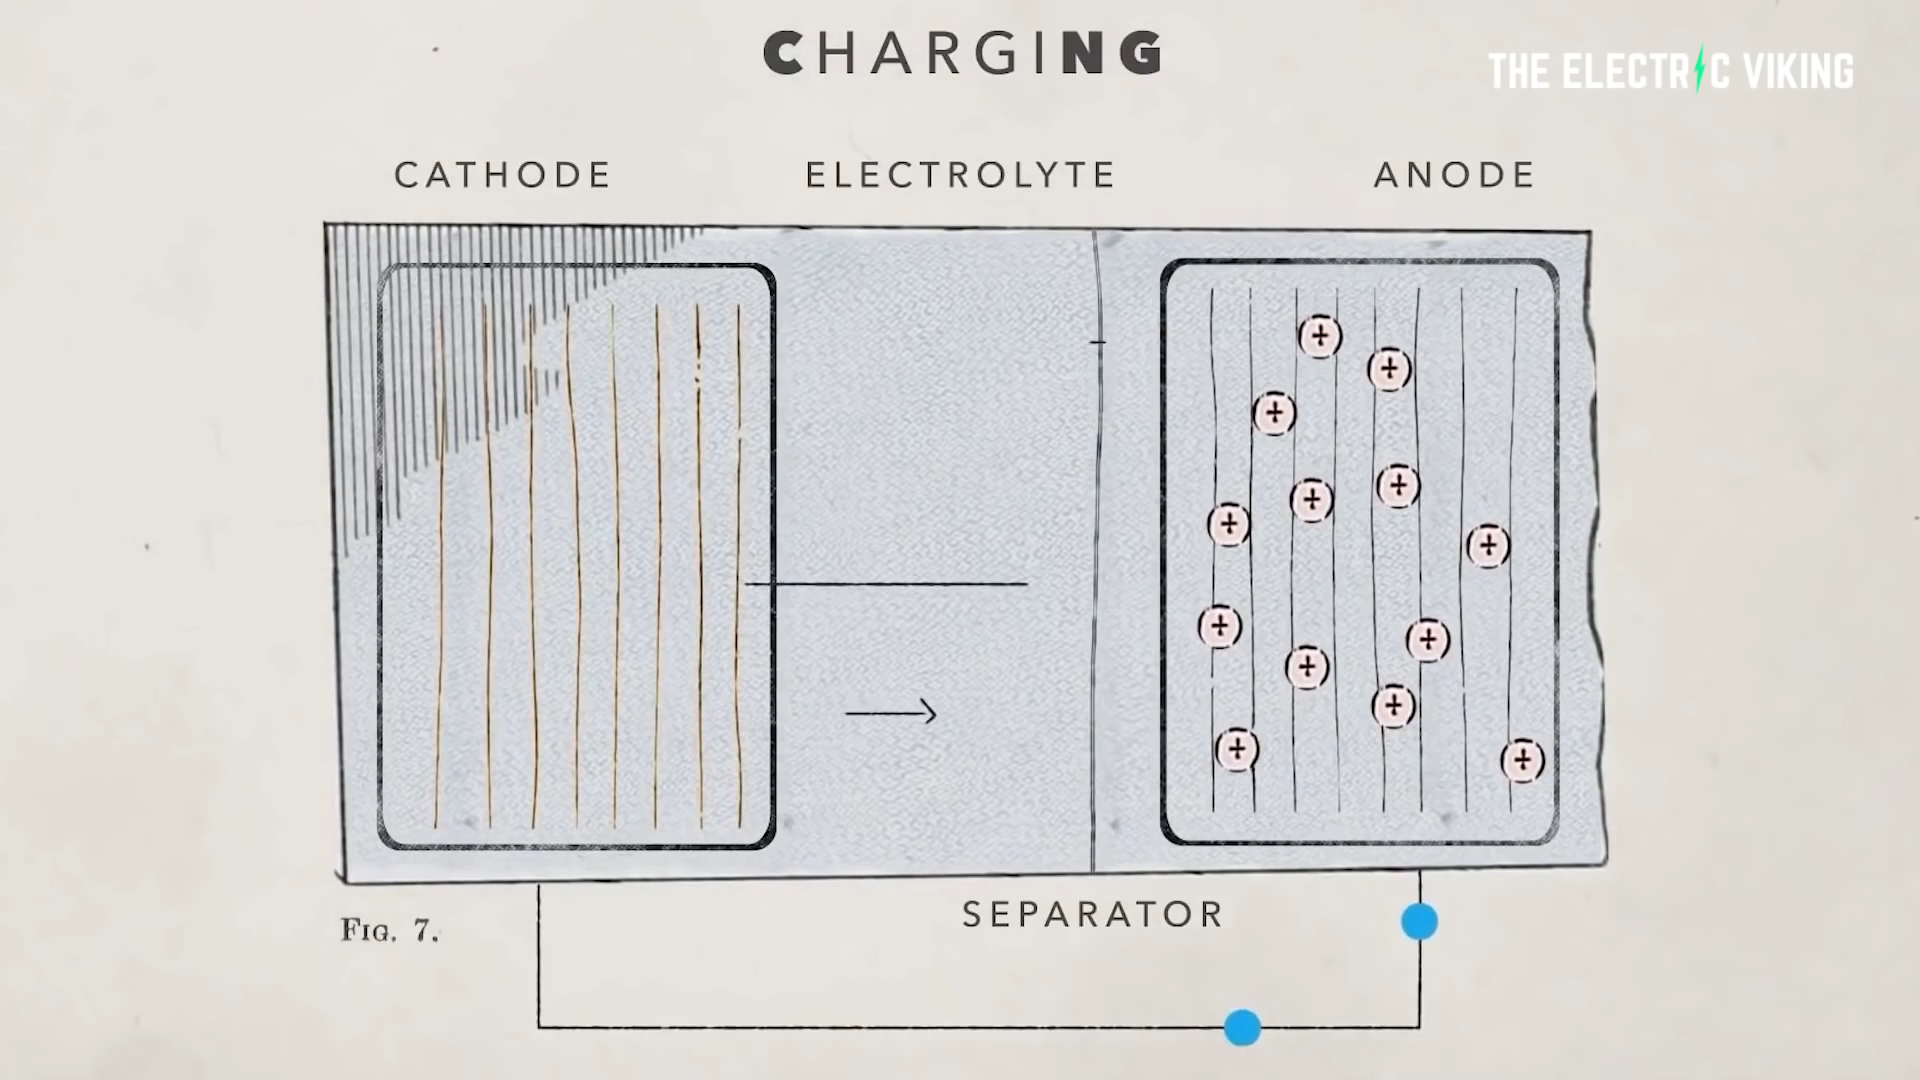 CHARGING
THE ELECTRIC VIKING
CATHODE
ELECTROLYTE
ANODE
SEPARATOR
FIG. 7.